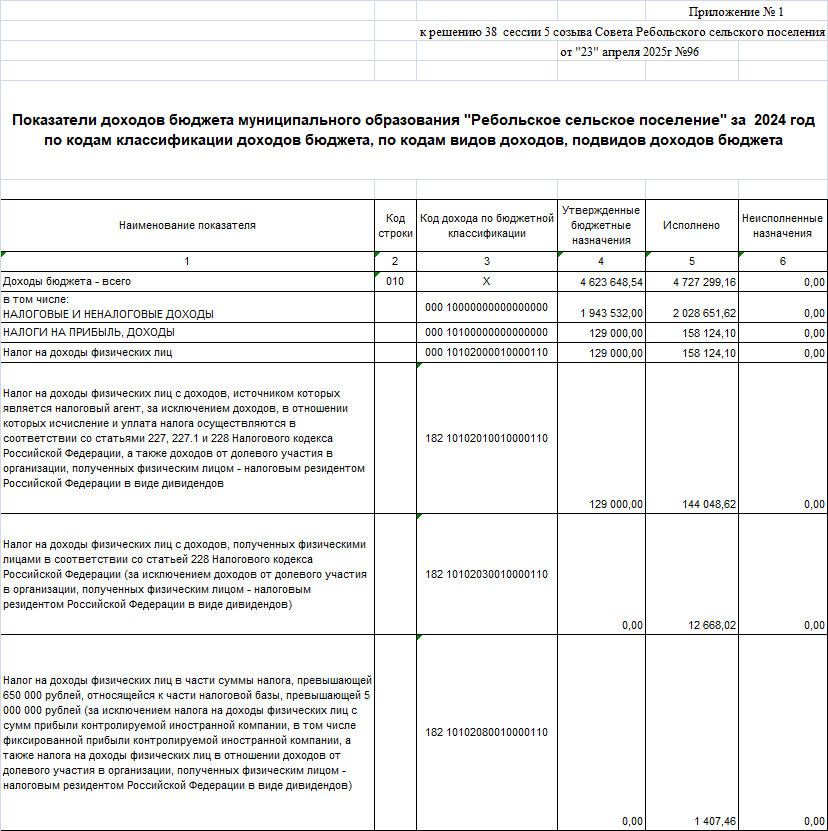 Приложение № 1
к решению 38 сессии 5 созыва Совета Ребольского сельского поселения
от "23" апреля 2025г №96
Показатели доходов бюджета муниципального образования "Ребольское сельское поселение" за 2024 год
по кодам классификации доходов бюджета, по кодам видов доходов, подвидов доходов бюджета
Наименование показателя
Код
строки
Код дохода по бюджетной
классификации
Утвержденные
бюджетные
назначения
Исполнено
Неисполненные
назначения
1 2 3 4 5 6
Доходы бюджета - всего 010 X 4 623 648,54 4 727 299,16 0,00
в том числе:
НАЛОГОВЫЕ И НЕНАЛОГОВЫЕ ДОХОДЫ 000 10000000000000000 1 943 532,00 2 028 651,62 0,00
НАЛОГИ НА ПРИБЫЛЬ, ДОХОДЫ 000 10100000000000000 129 000,00 158 124,10 0,00
Налог на доходы физических лиц 000 10102000010000110 129 000,00 158 124,10 0,00
Налог на доходы физических лиц с доходов, источником которых
является налоговый агент, за исключением доходов, в отношении
которых исчисление и уплата налога осуществляются в
соответствии со статьями 227, 227.1 и 228 Налогового кодекса
Российской Федерации, а также доходов от долевого участия в
организации, полученных физическим лицом - налоговым резидентом
Российской Федерации в виде дивидендов
182 10102010010000110
129 000,00 144 048,62 0,00
Налог на доходы физических лиц с доходов, полученных физическими
лицами в соответствии со статьей 228 Налогового кодекса
Российской Федерации (за исключением доходов от долевого участия
в организации, полученных физическим лицом - налоговым
резидентом Российской Федерации в виде дивидендов)
182 10102030010000110
0,00 12 668,02 0,00
Налог на доходы физических лиц в части суммы налога, превышающей
650 000 рублей, относящейся к части налоговой базы, превышающей 5
000 000 рублей (за исключением налога на доходы физических лиц с
сумм прибыли контролируемой иностранной компании, в том числе
фиксированной прибыли контролируемой иностранной компании, а
также налога на доходы физических лиц в отношении доходов от
долевого участия в организации, полученных физическим лицом -
налоговым резидентом Российской Федерации в виде дивидендов)
182 10102080010000110
0,00 1 407,46 0,00